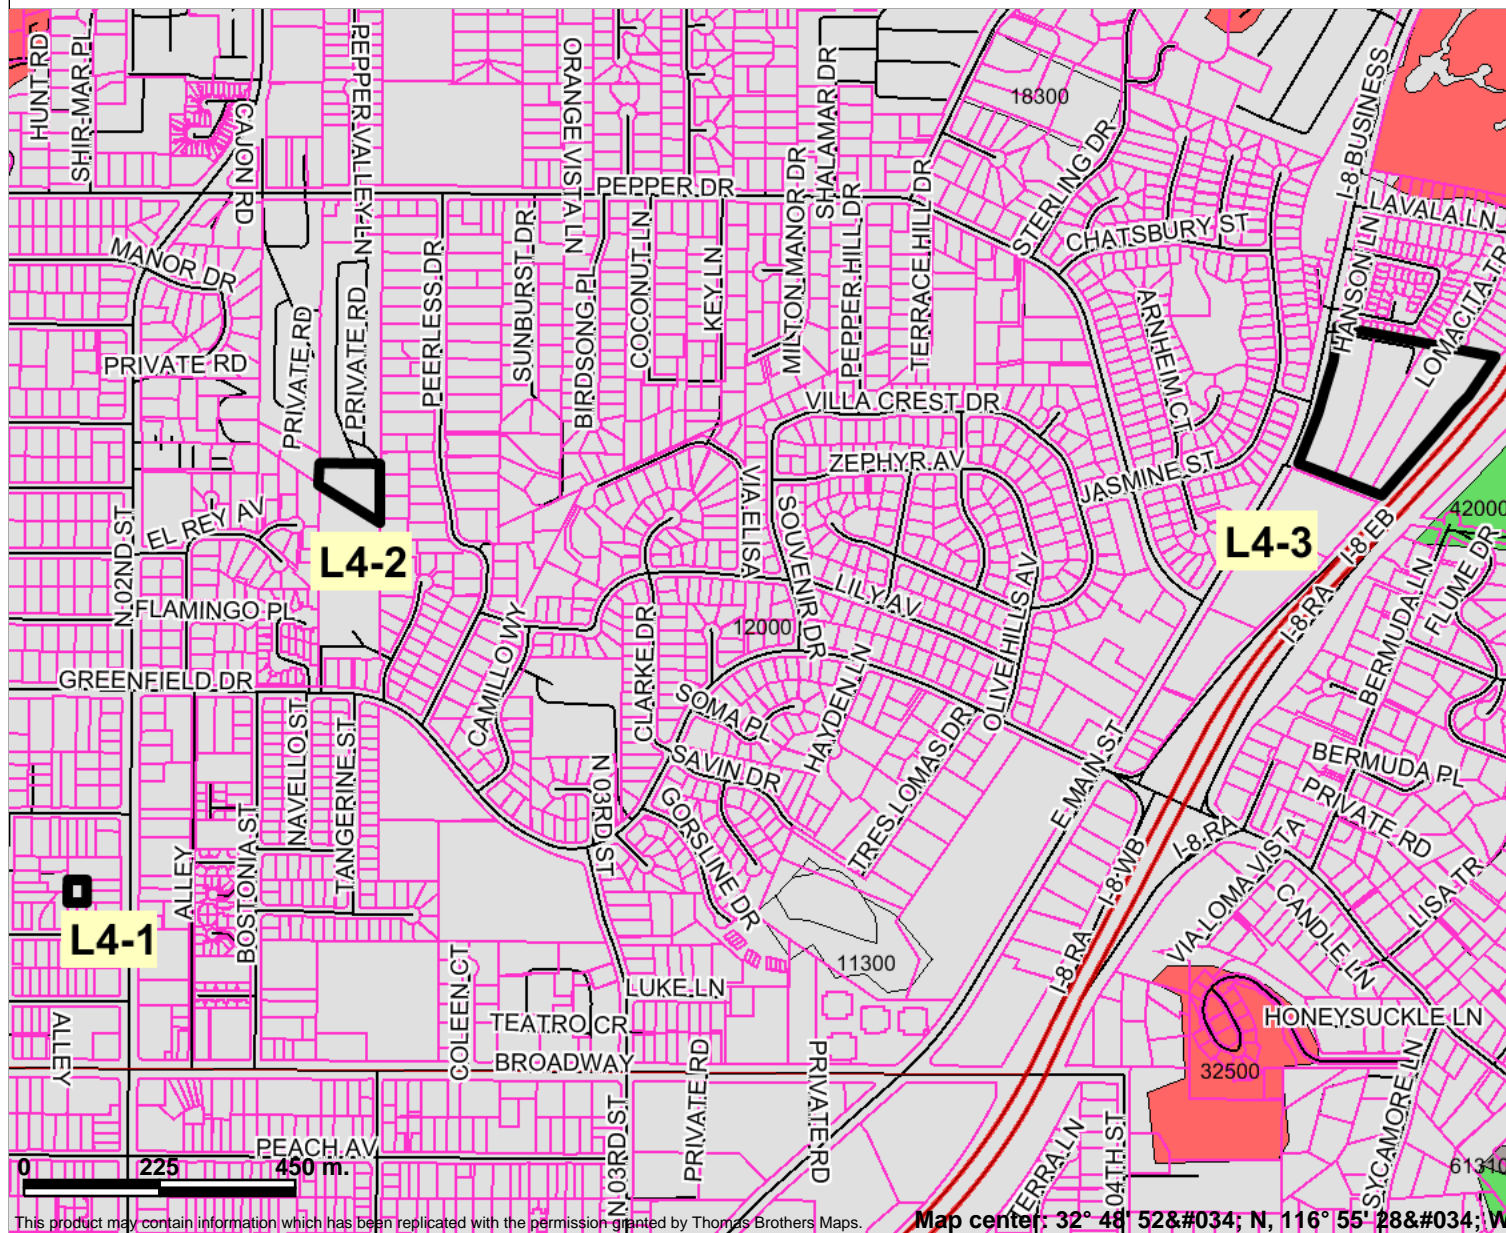 HUNT RD
SHIR-MAR PL
CAJON RD
PEPPER VALLEY LN
ORANGE VISTA LN
SHALAMAR DR
18300
STERLING DR
I-8 BUSINESS
PEPPER DR
MILTON MANOR DR
PEPPER HILL DR
TERRACE HILL DR
CHATSBURY ST
LAVALA LN
HANSON LN
LOMACITA TR
MANOR DR
PEERLESS DR
SUNBURST DR
BIRDSONG PL
COCONUT LN
KEY LN
ARNHEIM CT
PRIVATE RD
PRIVATE RD
PRIVATE RD
VILLA CREST DR
ZEPHYR AV
JASMINE ST
VIA ELISA
SOUVENIR DR
N 02ND ST
EL REY AV
L4-2
L4-3
I-8 EB
42000
FLUME DR
BERMUDA LN
I-8 RA
FLAMINGO PL
LILY AV
OLIVE HILLS AV
12000
CLARKE DR
CAMILLO WY
GREENFIELD DR
SOMA PL
HAYDEN LN
NAVELLO ST
TANGERINE ST
SAVIN DR
TRES LOMAS DR
E MAIN ST
BERMUDA PL
PRIVATE RD
N 03RD ST
GORSLINE DR
I-8 RA
I-8 WB
VIA LOMA VISTA
CANDLE LN
LISA TR
ALLEY
BOSTONIA ST
L4-1
11300
I-8 RA
COLEEN CT
LUKE LN
TEATRO CR
BROADWAY
HONEYSUCKLE LN
32500
ALLEY
PRIVATE RD
PRIVATE RD
SYCAMORE LN
PEACH AV
N 03RD ST
TERRA LN
04TH ST
61310
0 225 450 m.
This product may contain information which has been replicated with the permission granted by Thomas Brothers Maps.
Map center: 32° 48' 52&#034; N, 116° 55' 28&#034; W